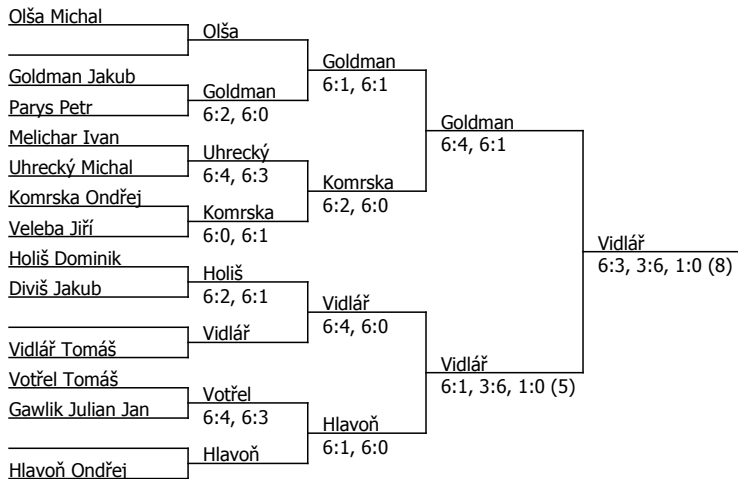 Olša Michal
Olša
Goldman
6:1, 6:1
Goldman Jakub
Goldman
6:2, 6:0
Parys Petr
Goldman
6:4, 6:1
Melichar Ivan
Uhrecký
6:4, 6:3
Uhrecký Michal
Komrska
6:2, 6:0
Komrska Ondřej
Komrska
6:0, 6:1
Veleba Jiří
Vidlář
6:3, 3:6, 1:0 (8)
Holiš Dominik
Holiš
6:2, 6:1
Diviš Jakub
Vidlář
6:4, 6:0
Vidlář
Vidlář Tomáš
Vidlář
6:1, 3:6, 1:0 (5)
Votřel Tomáš
Votřel
6:4, 6:3
Gawlik Julian Jan
Hlavoň
6:1, 6:0
Hlavoň
Hlavoň Ondřej